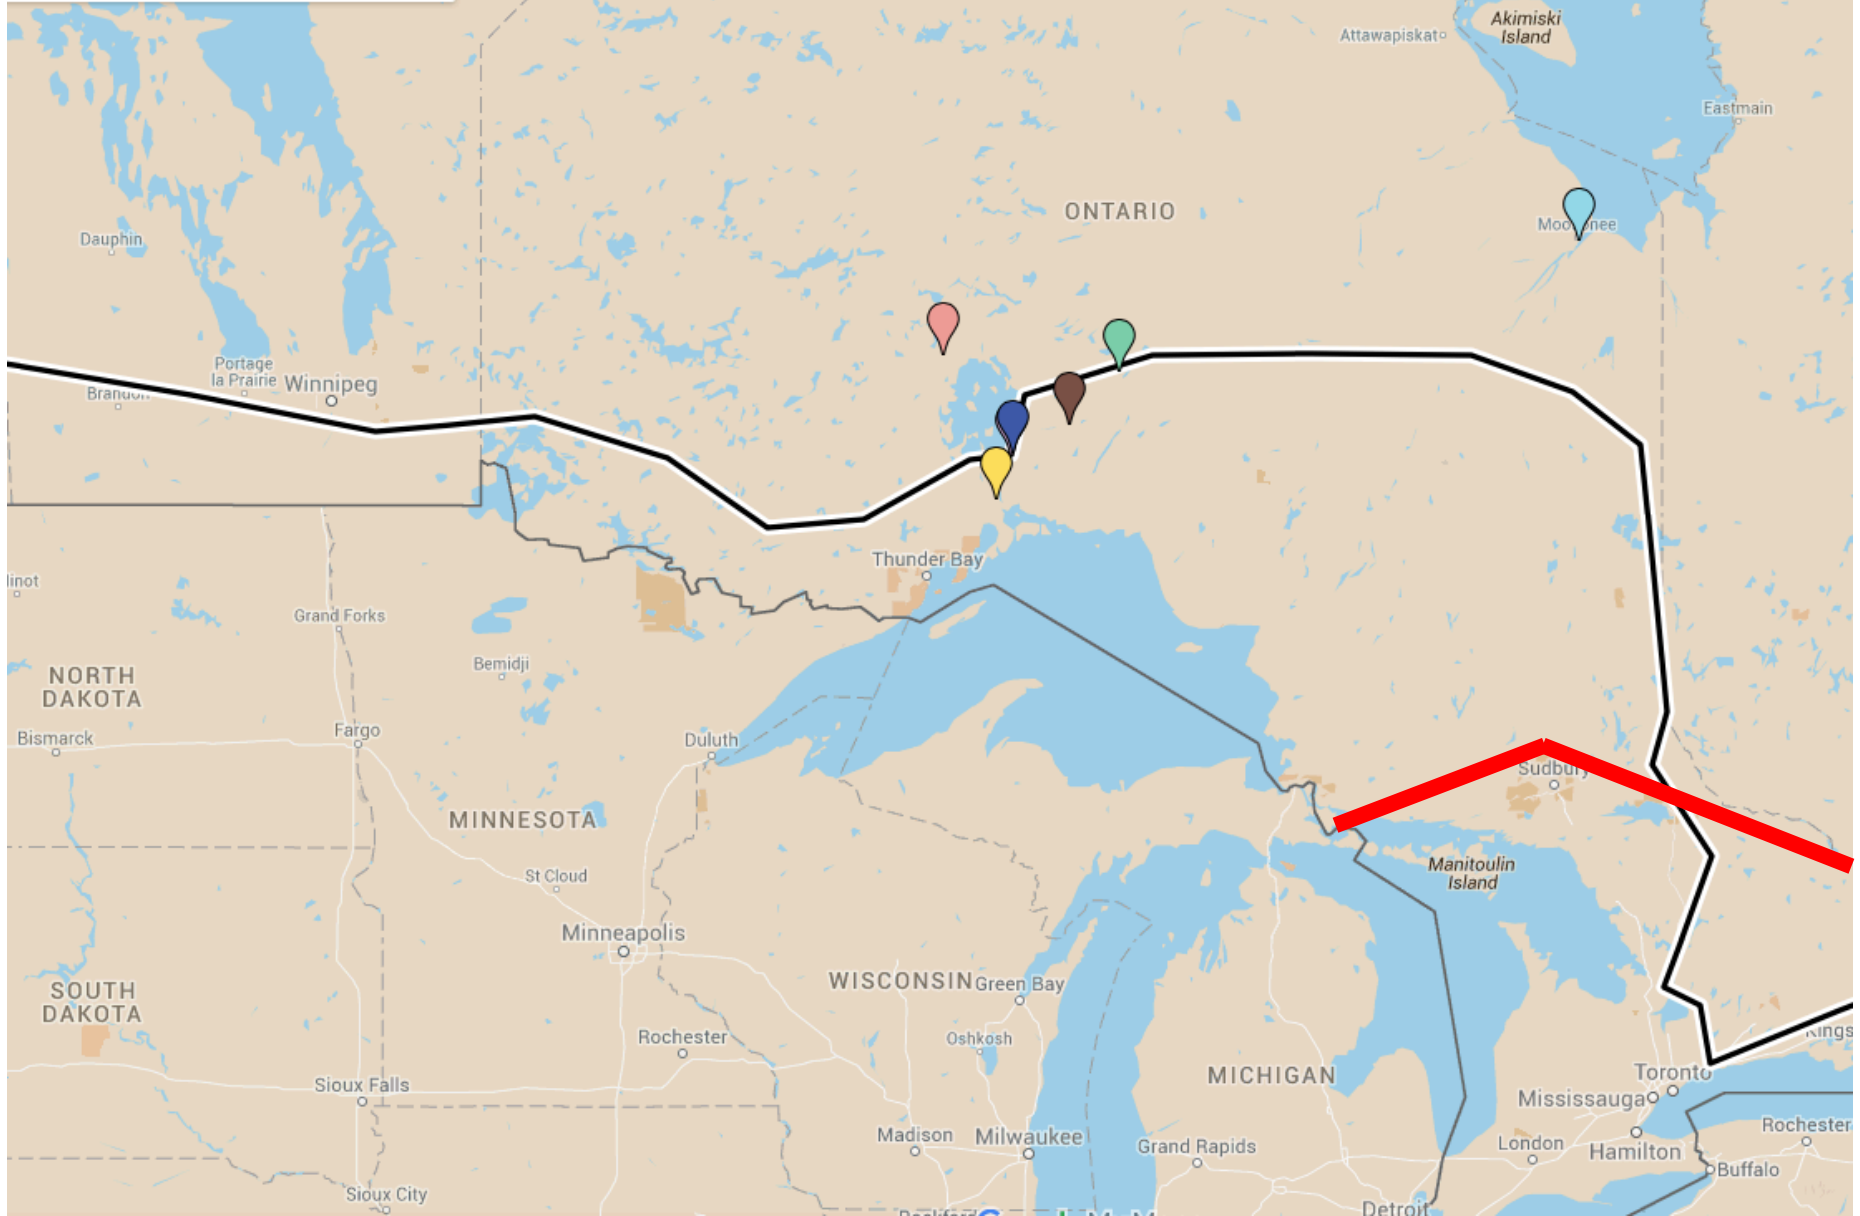 Akimiski
Island
Attawapiskat
Eastmain
ONTARIO
Dauphin
Portage
la Prairie
Winnipeg
Brandon
Thunder Bay
Grand Forks
Bemidji
NORTH
DAKOTA
Bismarck
Fargo
Duluth
Sudbury
MINNESOTA
Manitoulin
Island
St Cloud
Minneapolis
WISCONSIN
Green Bay
SOUTH
DAKOTA
Rochester
Oshkosh
MICHIGAN
Toronto
Sioux Falls
Mississauga
Madison
Milwaukee
Grand Rapids
London
Hamilton
Rochester
Buffalo
Sioux City
Detroit